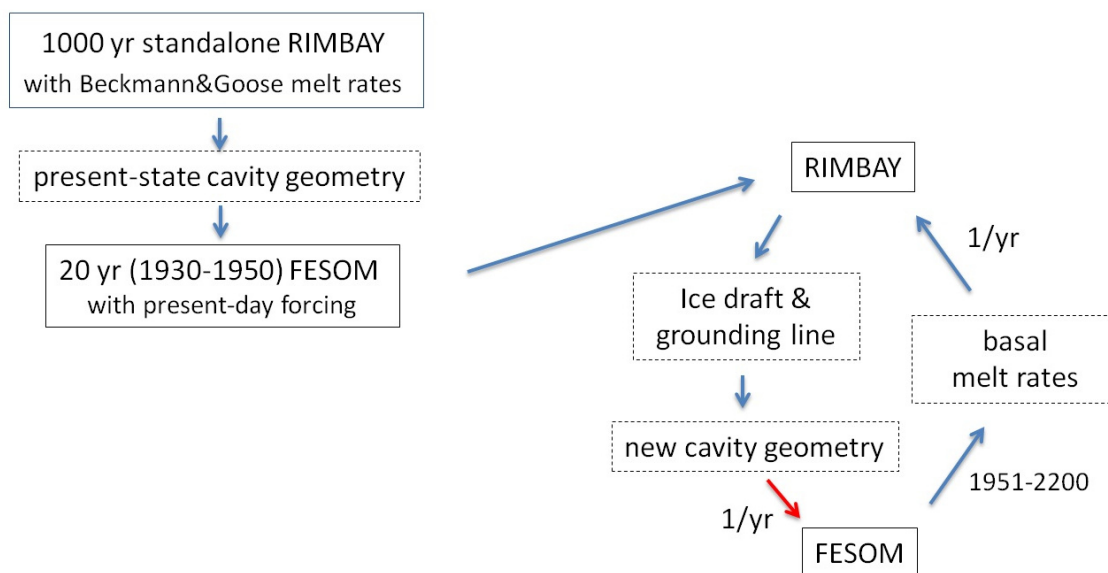 1000 yr standalone RIMBAY
with Beckmann&Goose melt rates
present-state cavity geometry
20 yr (1930-1950) FESOM
with present-day forcing
RIMBAY
1/yr
Ice draft &
grounding line
basal
melt rates
new cavity geometry
1951-2200
1/yr
FESOM